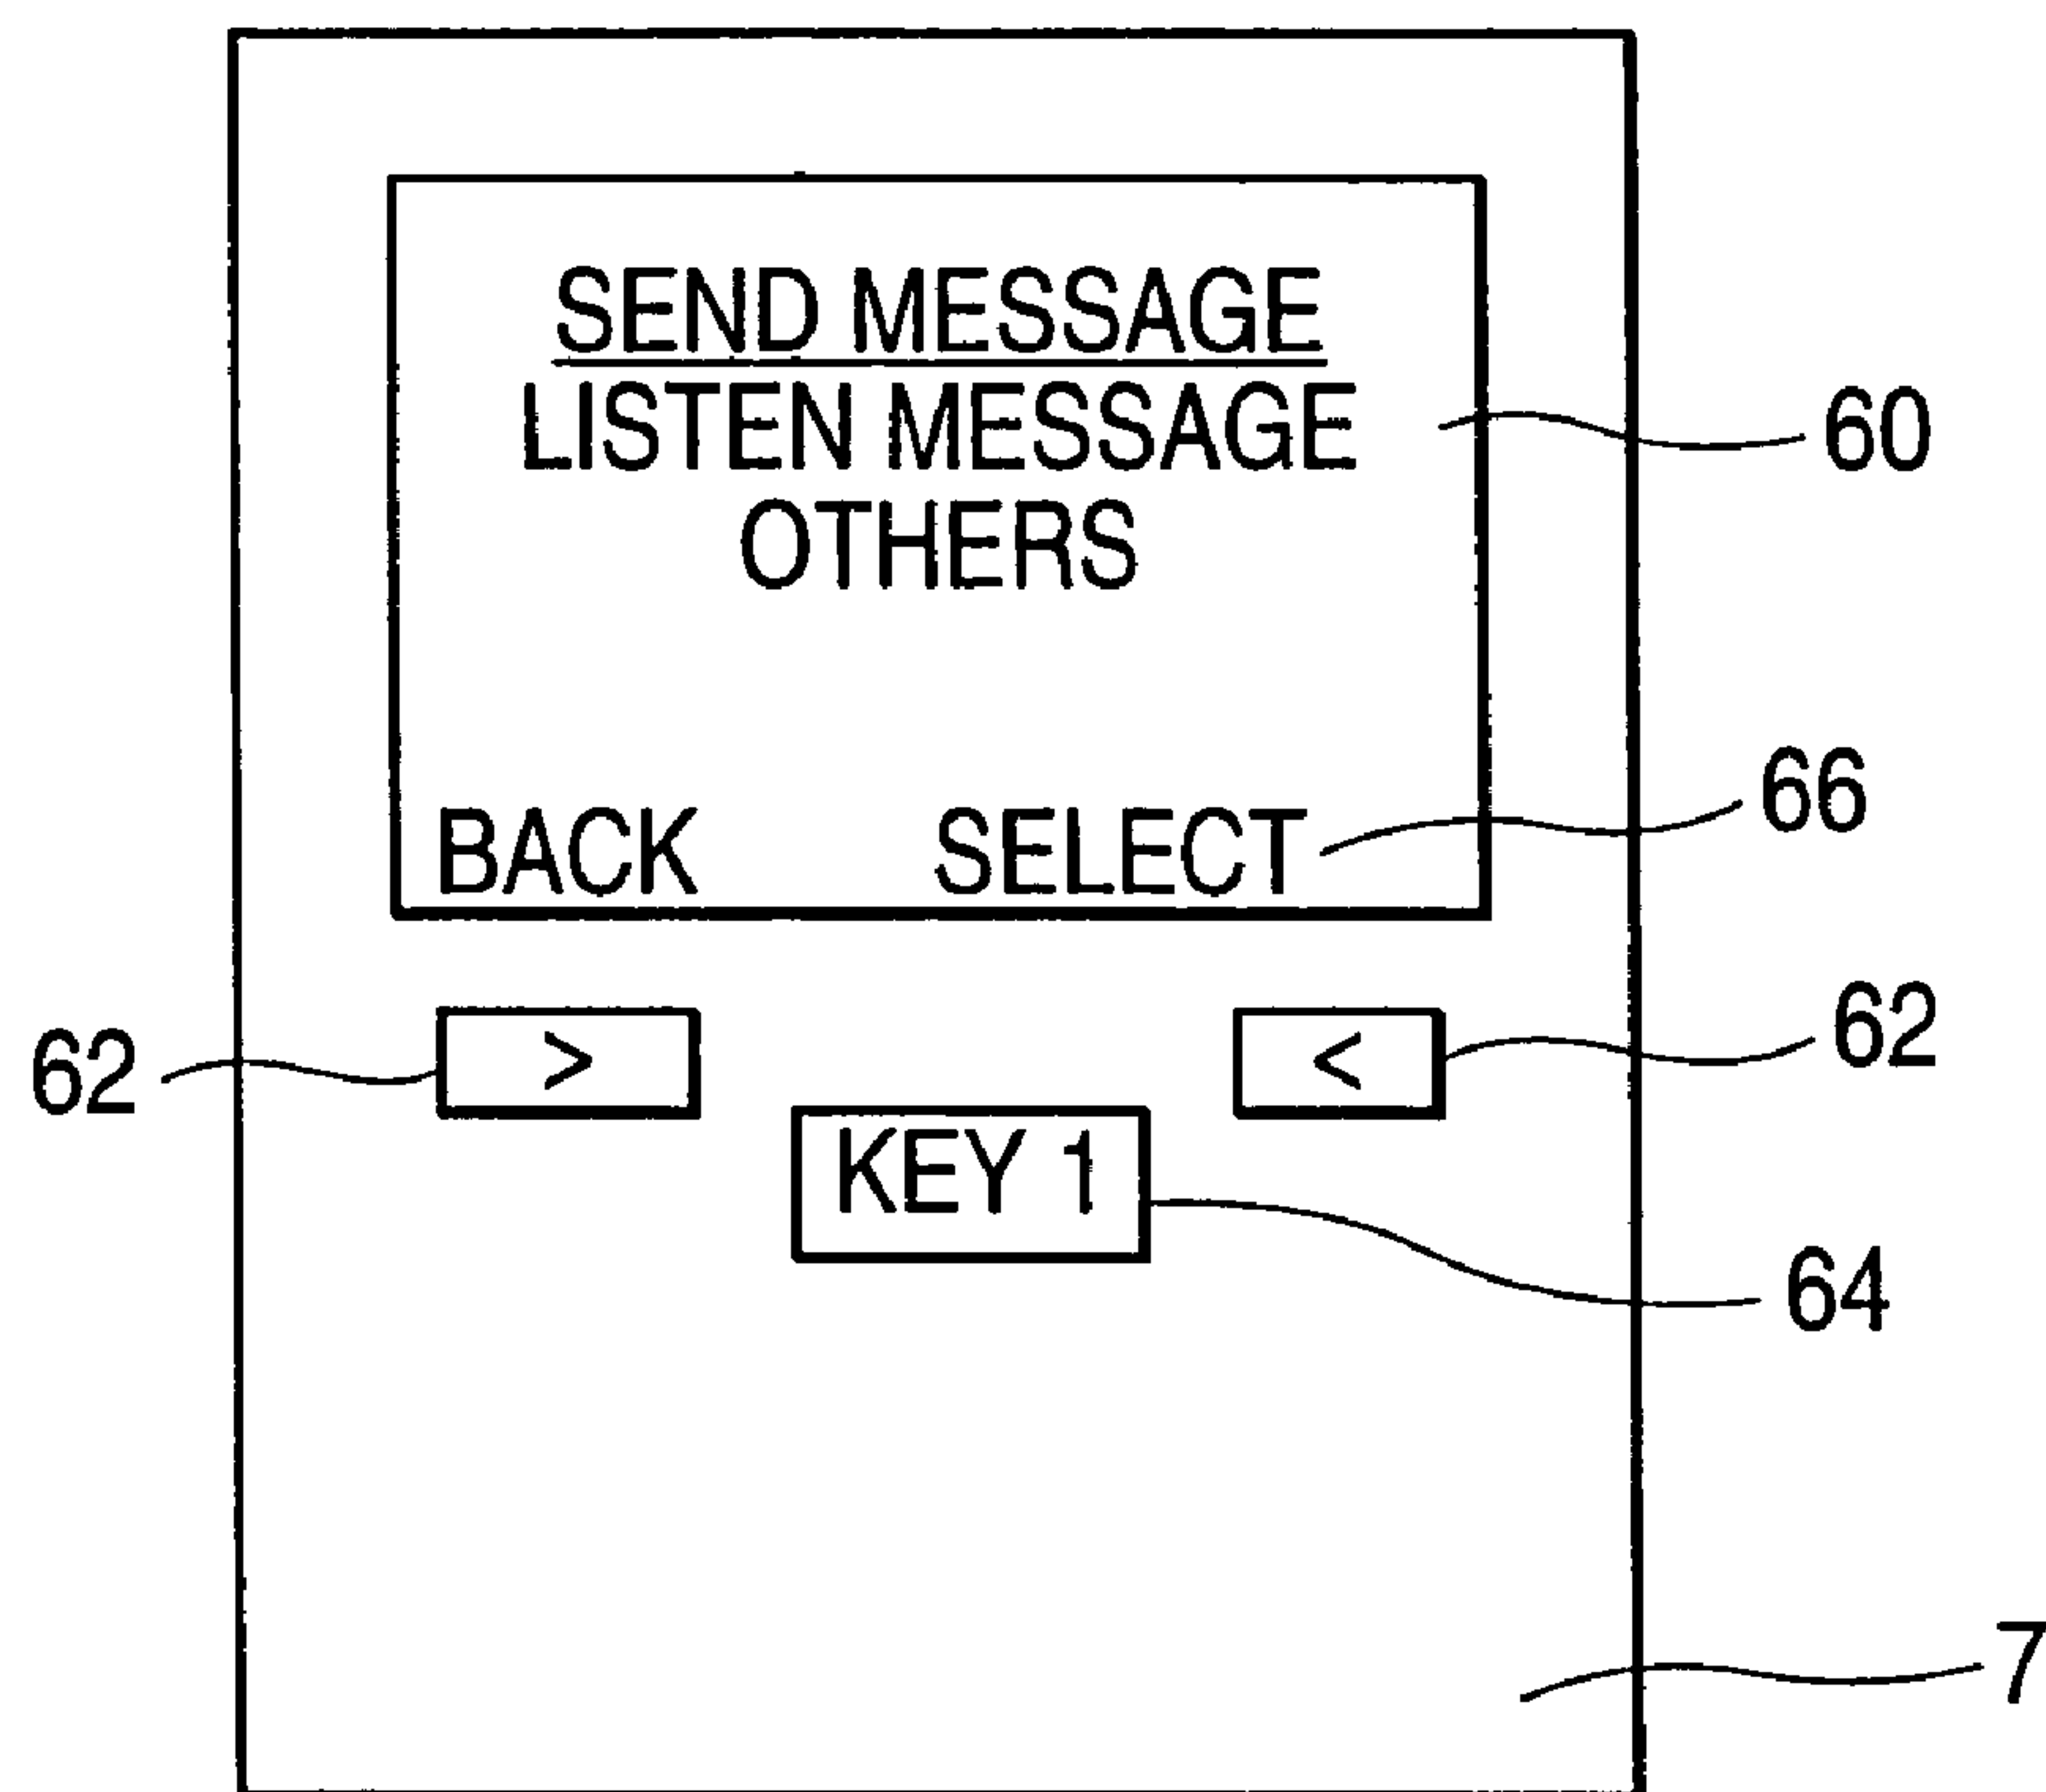 SEND MESSAGE
LISTEN MESSAGE
OTHERS
60
BACK SELECT
66
62 > < 62
KEY 1
64
7